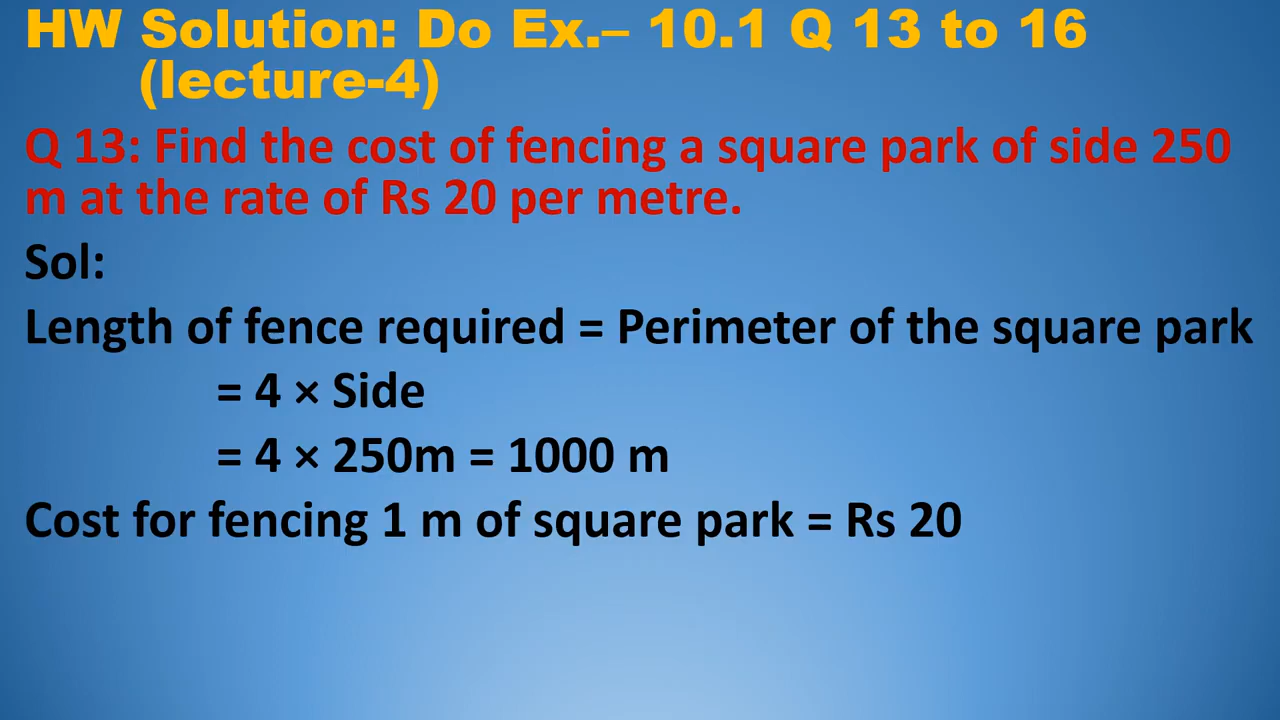 HW Solution: Do Ex.– 10.1 Q 13 to 16
(lecture-4)
Q 13: Find the cost of fencing a square park of side 250
m at the rate of Rs 20 per metre.
Sol:
Length of fence required = Perimeter of the square park
= 4 × Side
= 4 × 250m = 1000 m
Cost for fencing 1 m of square park = Rs 20